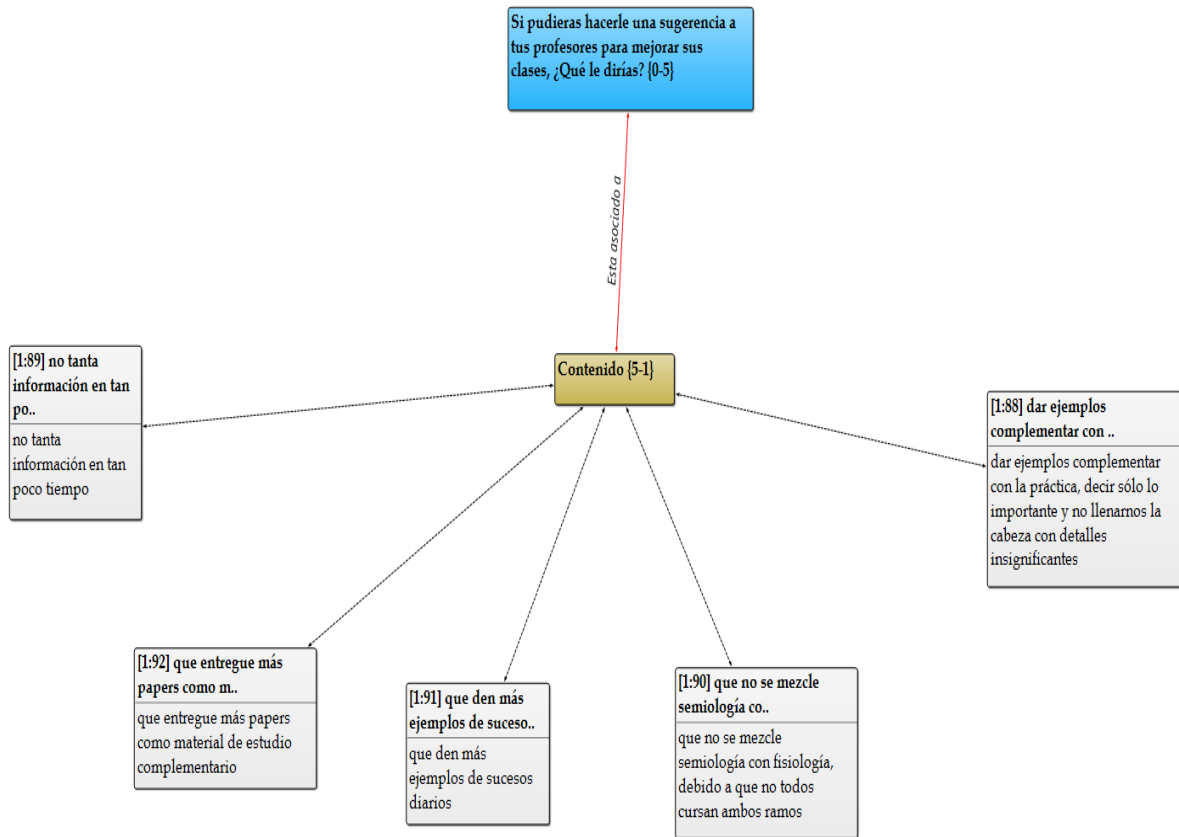 Si pudieras hacerle una sugerencia a
tus profesores para mejorar sus
clases, ¿Qué le dirías? {0-5}
Esta asociado a
Contenido {5-1}
[1:89] no tanta
información en tan
po..
no tanta
información en tan
poco tiempo
[1:88] dar ejemplos
complementar con ..
dar ejemplos complementar
con la práctica, decir sólo lo
importante y no llenarnos la
cabeza con detalles
insignificantes
[1:92] que entregue más
papers como m..
que entregue más papers
como material de estudio
complementario
[1:91] que den más
ejemplos de suceso..
que den más
ejemplos de sucesos
diarios
[1:90] que no se mezcle
semiología co..
que no se mezcle
semiología con fisiología,
debido a que no todos
cursan ambos ramos